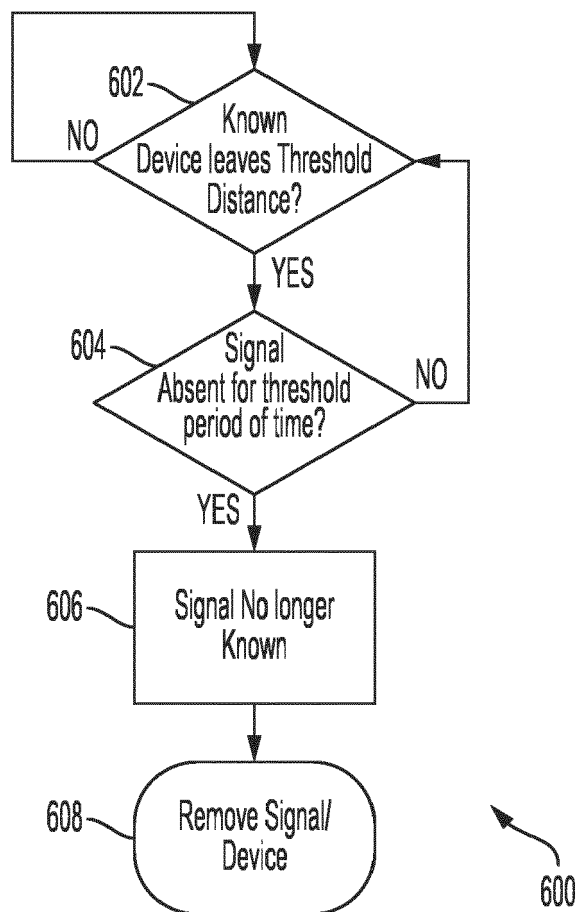 602
NO
Known
Device leaves Threshold
Distance?
YES
604
Signal
Absent for threshold
period of time?
NO
YES
606
Signal No longer
Known
608
Remove Signal/
Device
600